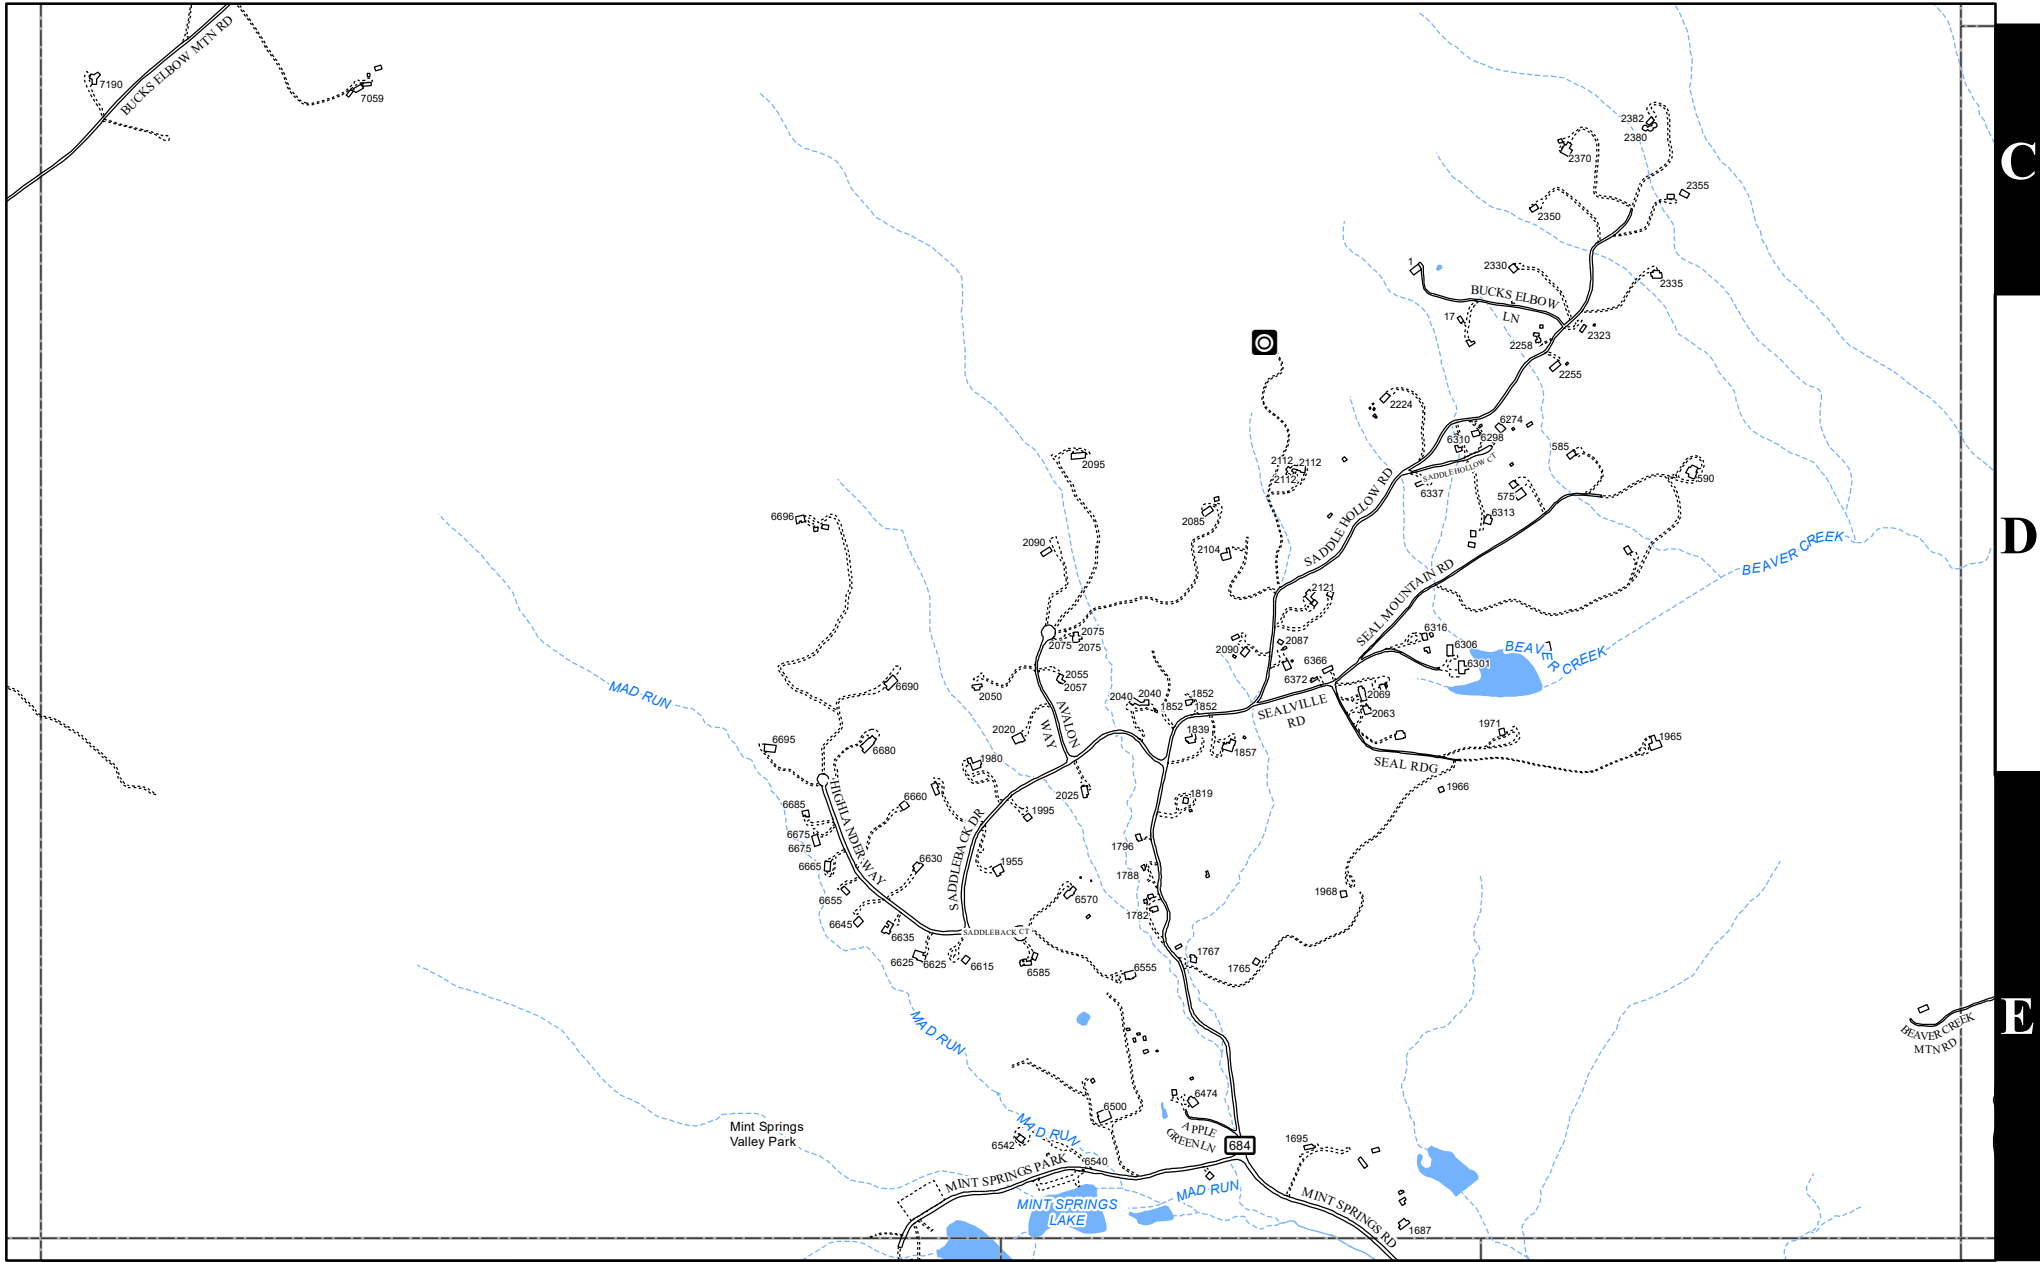 BUCKS ELBOW MTN RD
7190
7059
C
2382
2380
2370
2355
2350
1
2330
2335
BUCKS ELBOW
LN
17
2258
2323
2255
2224
6274
6310
6298
585
2095
2112
2112
2112
SADDLE HOLLOW CT
SADDLE HOLLOW RD
6337
590
575
6313
6696
2085
2090
2104
D
BEAVER CREEK
SEAL MOUNTAIN RD
2121
2075
2075
2075
2087
2090
6316
6306
6301
BEAVER CREEK
6366
6372
2055
2057
2050
6690
MAD RUN
2040
2040
1852
1852
1852
2069
2063
SEALVILLE
RD
AVALON
WAY
2020
1839
1857
1971
1965
6695
6680
1980
SEAL RDG
1966
2025
1995
1819
6660
6685
HIGHLANDER WAY
SADDLEBACK DR
6675
6675
1796
6665
6630
1955
1788
6655
6570
1968
1782
6645
6635
SADDLEBACK CT
6625
6625
6615
6585
6555
1767
1765
E
MAD RUN
BEAVER CREEK
MTN RD
6474
6500
APPLE
GREEN LN
684
1695
Mint Springs
Valley Park
MAD RUN
6542
6540
MINT SPRINGS PARK
MINT SPRINGS
LAKE
MAD RUN
MINT SPRINGS RD
1687